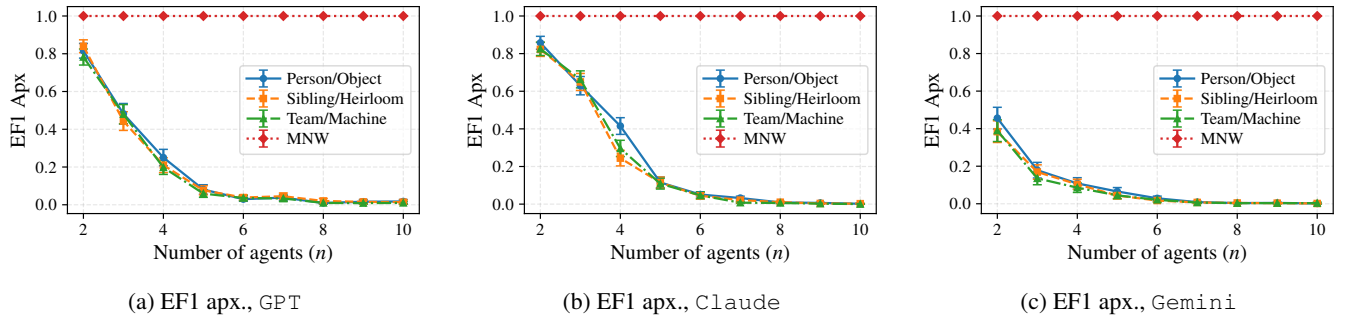 EF1 Apx
1.0
0.8
0.6
0.4
0.2
0.0
Person/Object
Sibling/Heirloom
Team/Machine
MNW
2 4 6 8 10
Number of agents (n)
(a) EF1 apx., GPT
EF1 Apx
1.0
0.8
0.6
0.4
0.2
0.0
Person/Object
Sibling/Heirloom
Team/Machine
MNW
2 4 6 8 10
Number of agents (n)
(b) EF1 apx., Claude
EF1 Apx
1.0
0.8
0.6
0.4
0.2
0.0
Person/Object
Sibling/Heirloom
Team/Machine
MNW
2 4 6 8 10
Number of agents (n)
(c) EF1 apx., Gemini